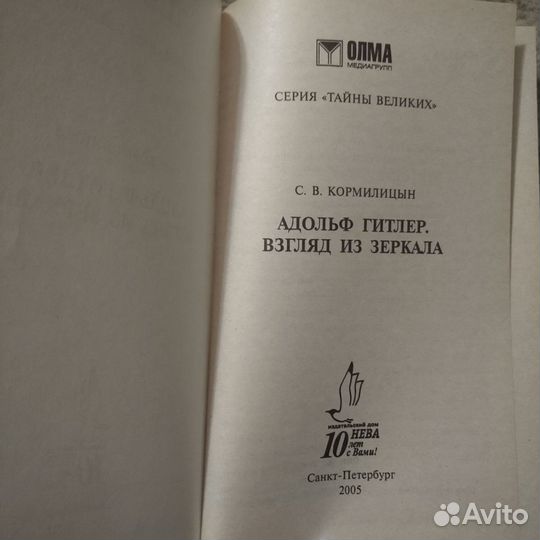 ОЛМА
МЕДИАГРУПП
СЕРИЯ «ТАЙНЫ ВЕЛИКИХ»
С. В. КОРМИЛИЦЫН
АДОЛЬФ ГИТЛЕР.
ВЗГЛЯД ИЗ ЗЕРКАЛА
издательский дом
НЕВА
10 лет
с Вами!
Санкт-Петербург
2005
Avito